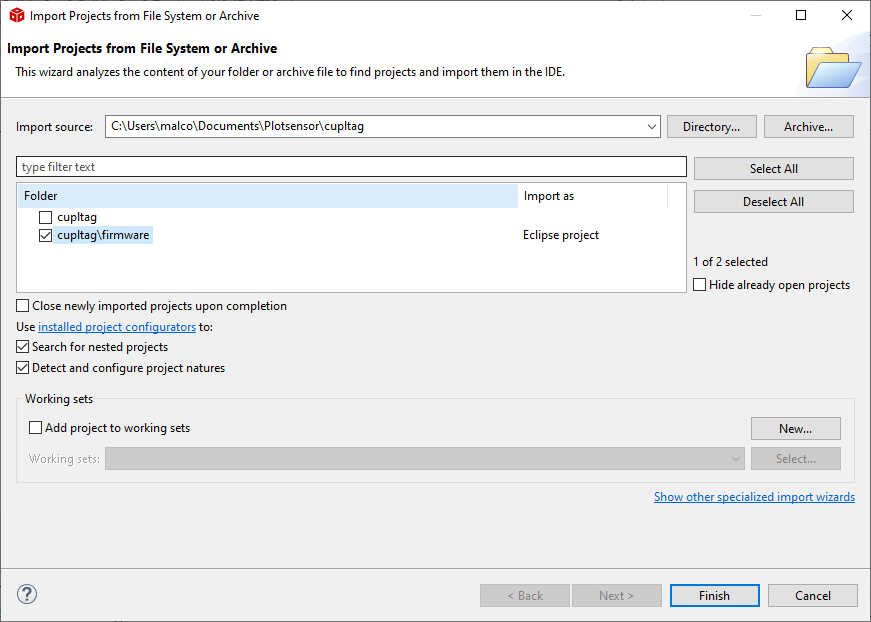 Import Projects from File System or Archive
Import Projects from File System or Archive
This wizard analyzes the content of your folder or archive file to find projects and import them in the IDE.
Import source: C:\Users\malco\Documents\Plotsensor\cupltag Directory... Archive...
type filter text Select All
Folder Import as Deselect All
cupltag
cupltag\firmware Eclipse project
1 of 2 selected
Hide already open projects
Close newly imported projects upon completion
Use installed project configurators to:
Search for nested projects
Detect and configure project natures
Working sets
Add project to working sets New...
Working sets: Select...
Show other specialized import wizards
? < Back Next > Finish Cancel